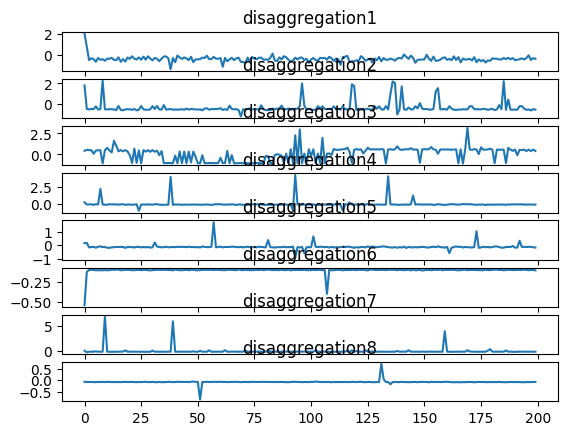 disaggregation1
2
0
disaggregation2
2
0
disaggregation3
2.5
0.0
disaggregation4
2.5
0.0
disaggregation5
1
0
−1
disaggregation6
−0.25
−0.50
disaggregation7
5
0
disaggregation8
0.5
0.0
−0.5
0 25 50 75 100 125 150 175 200